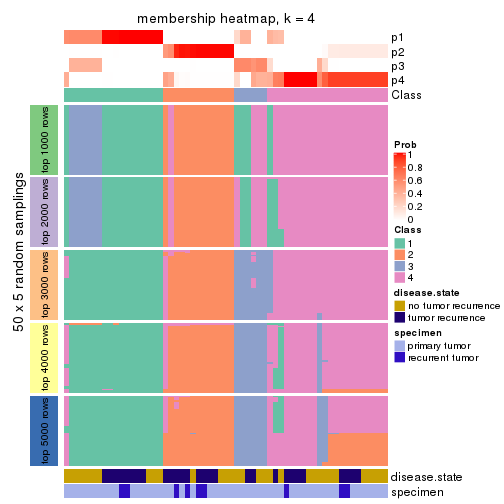 membership heatmap, k = 4
p1
p2
p3
p4
Class
50 x 5 random samplings
top 1000 rows
top 2000 rows
top 3000 rows
top 4000 rows
top 5000 rows
disease.state
specimen
Prob
1
0.8
0.6
0.4
0.2
0
Class
1
2
3
4
disease.state
no tumor recurrence
tumor recurrence
specimen
primary tumor
recurrent tumor